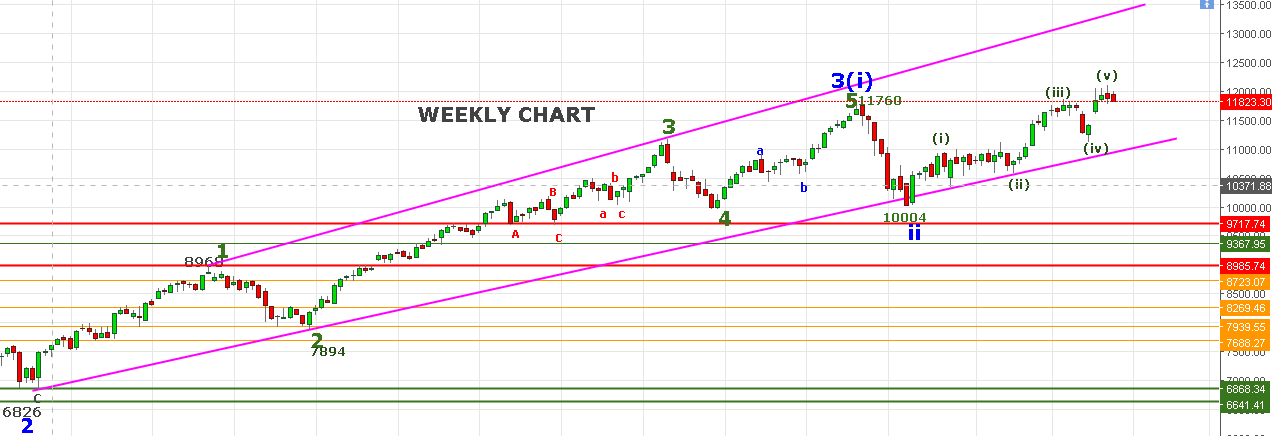 13500.00
13000.00
12500.00
(v)
3(i)
12000.00
(iii)
5 11760
11823.30
WEEKLY CHART
11500.00
3
(i)
a
(iv)
11000.00
b
(ii)
b
B
10371.88
a c
4
10004
10000.00
A
ii
9717.74
C
9367.95
1
8968
8985.74
8723.07
8500.00
8269.46
7939.55
2
7688.27
7894
7500.00
6868.34
C
6641.41
6826
2